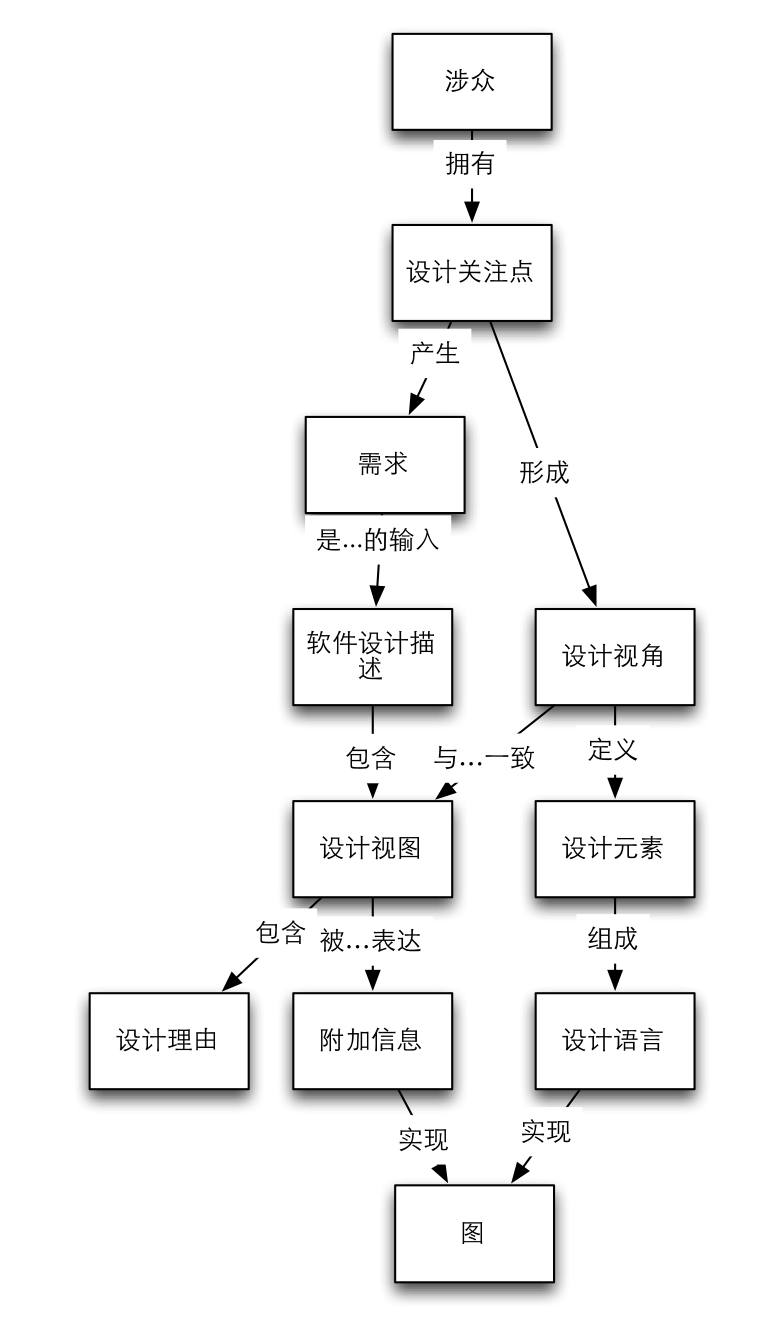 涉众
拥有
设计关注点
产生
需求
形成
是...的输入
软件设计描
述
设计视角
包含
与...一致
定义
设计视图
设计元素
包含
被...表达
组成
设计理由
附加信息
设计语言
实现
实现
图